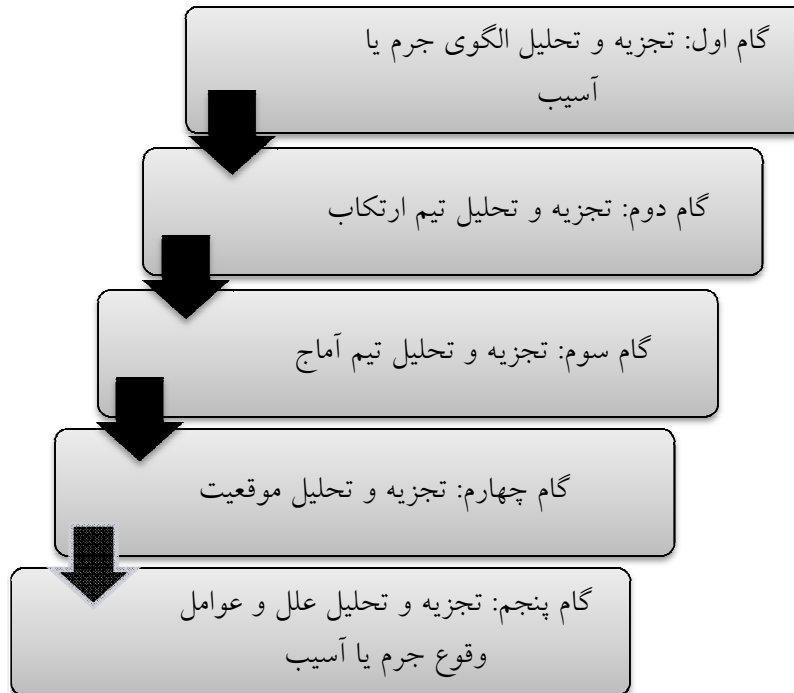 گام اول: تجزیه و تحلیل الگوی جرم یا
آسیب
گام دوم: تجزیه و تحلیل تیم ارتکاب
گام سوم: تجزیه و تحلیل تیم آماج
گام چهارم: تجزیه و تحلیل موقعیت
گام پنجم: تجزیه و تحلیل علل و عوامل
وقوع جرم یا آسیب